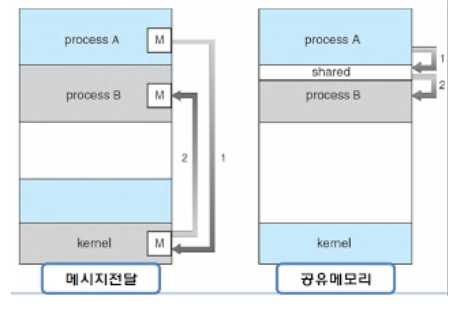 process A
M
process B
M
2
1
kernel
M
메시지전달
process A
1
shared
2
process B
kernel
공유메모리